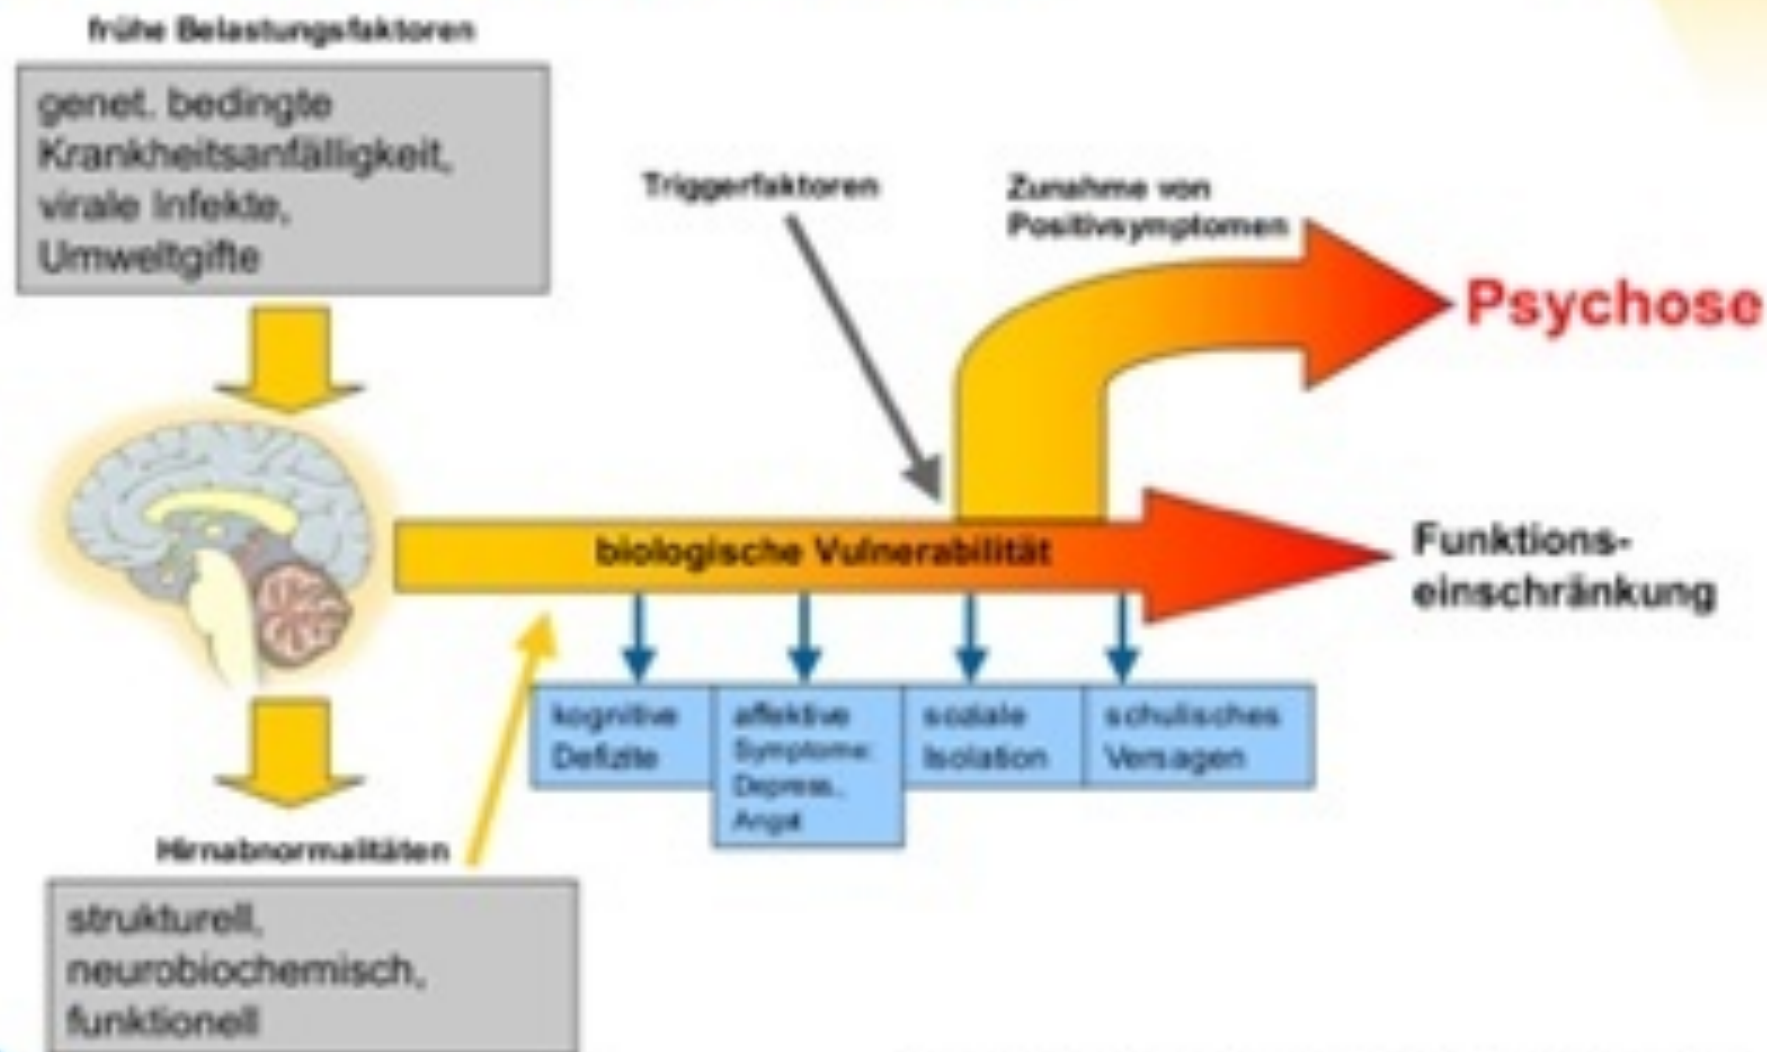 frühe Belastungsfaktoren
genet. bedingte
Krankheitsanfälligkeit,
virale Infekte,
Umweltgifte
Triggerfaktoren
Zunahme von
Positivsymptomen
Psychose
biologische Vulnerabilität
Funktions-
einschränkung
kognitive
Defizite
affektive
Symptome:
Depress.,
Angst
soziale
Isolation
schulisches
Versagen
Hirnabnormalitäten
strukturell,
neurobiochemisch,
funktionell